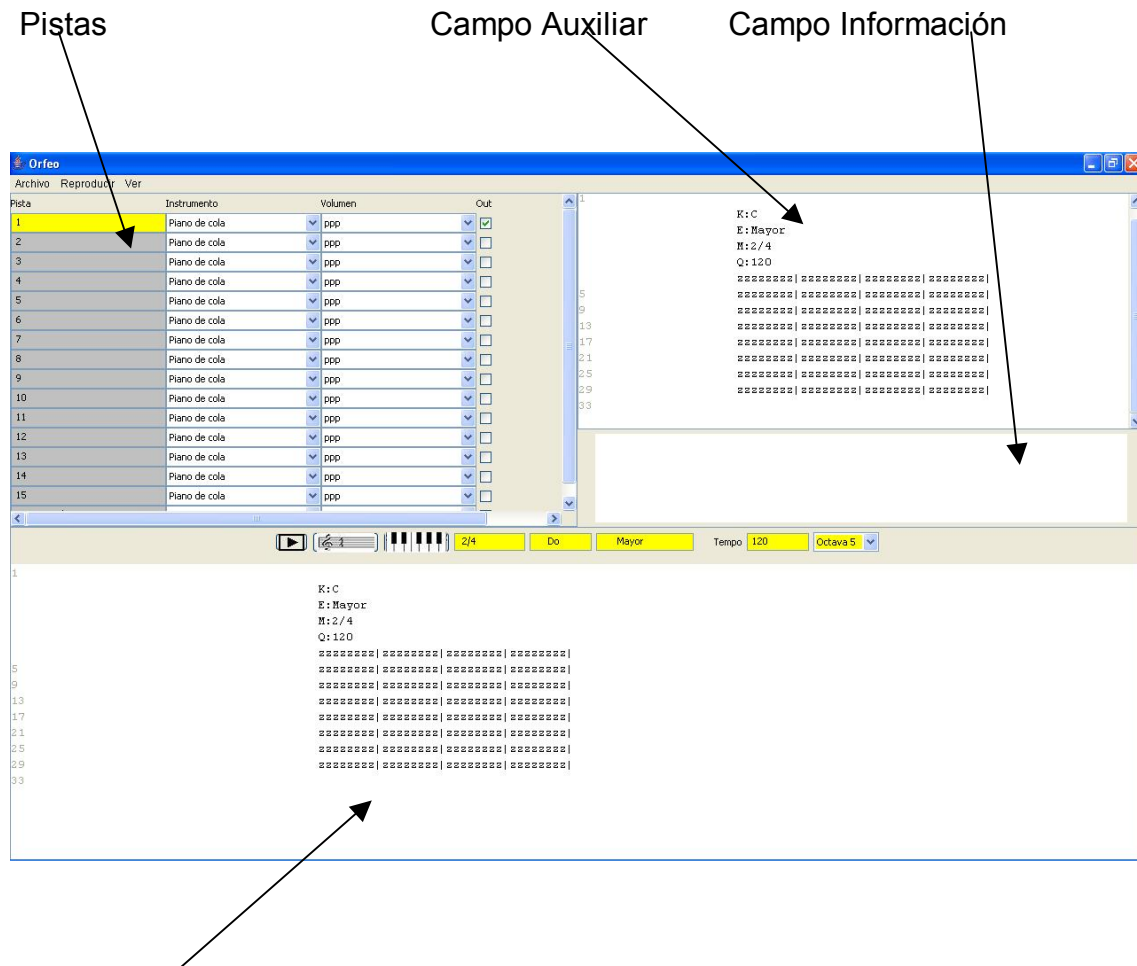 Pistas Campo Auxiliar Campo Información
Orfeo
Archivo Reproducir Ver
Pista Instrumento Volumen Out
1 Piano de cola ppp
2 Piano de cola ppp
3 Piano de cola ppp
4 Piano de cola ppp
5 Piano de cola ppp
6 Piano de cola ppp
7 Piano de cola ppp
8 Piano de cola ppp
9 Piano de cola ppp
10 Piano de cola ppp
11 Piano de cola ppp
12 Piano de cola ppp
13 Piano de cola ppp
14 Piano de cola ppp
15 Piano de cola ppp
1
K:C
E:Mayor
M:2/4
Q:120
zzzzzzzz| zzzzzzzz| zzzzzzzz| zzzzzzzz|
5 zzzzzzzz| zzzzzzzz| zzzzzzzz| zzzzzzzz|
9 zzzzzzzz| zzzzzzzz| zzzzzzzz| zzzzzzzz|
13 zzzzzzzz| zzzzzzzz| zzzzzzzz| zzzzzzzz|
17 zzzzzzzz| zzzzzzzz| zzzzzzzz| zzzzzzzz|
21 zzzzzzzz| zzzzzzzz| zzzzzzzz| zzzzzzzz|
25 zzzzzzzz| zzzzzzzz| zzzzzzzz| zzzzzzzz|
29 zzzzzzzz| zzzzzzzz| zzzzzzzz| zzzzzzzz|
33
2/4 Do Mayor Tempo 120 Octava 5
1
K:C
E:Mayor
M:2/4
Q:120
zzzzzzzz| zzzzzzzz| zzzzzzzz| zzzzzzzz|
5 zzzzzzzz| zzzzzzzz| zzzzzzzz| zzzzzzzz|
9 zzzzzzzz| zzzzzzzz| zzzzzzzz| zzzzzzzz|
13 zzzzzzzz| zzzzzzzz| zzzzzzzz| zzzzzzzz|
17 zzzzzzzz| zzzzzzzz| zzzzzzzz| zzzzzzzz|
21 zzzzzzzz| zzzzzzzz| zzzzzzzz| zzzzzzzz|
25 zzzzzzzz| zzzzzzzz| zzzzzzzz| zzzzzzzz|
29 zzzzzzzz| zzzzzzzz| zzzzzzzz| zzzzzzzz|
33